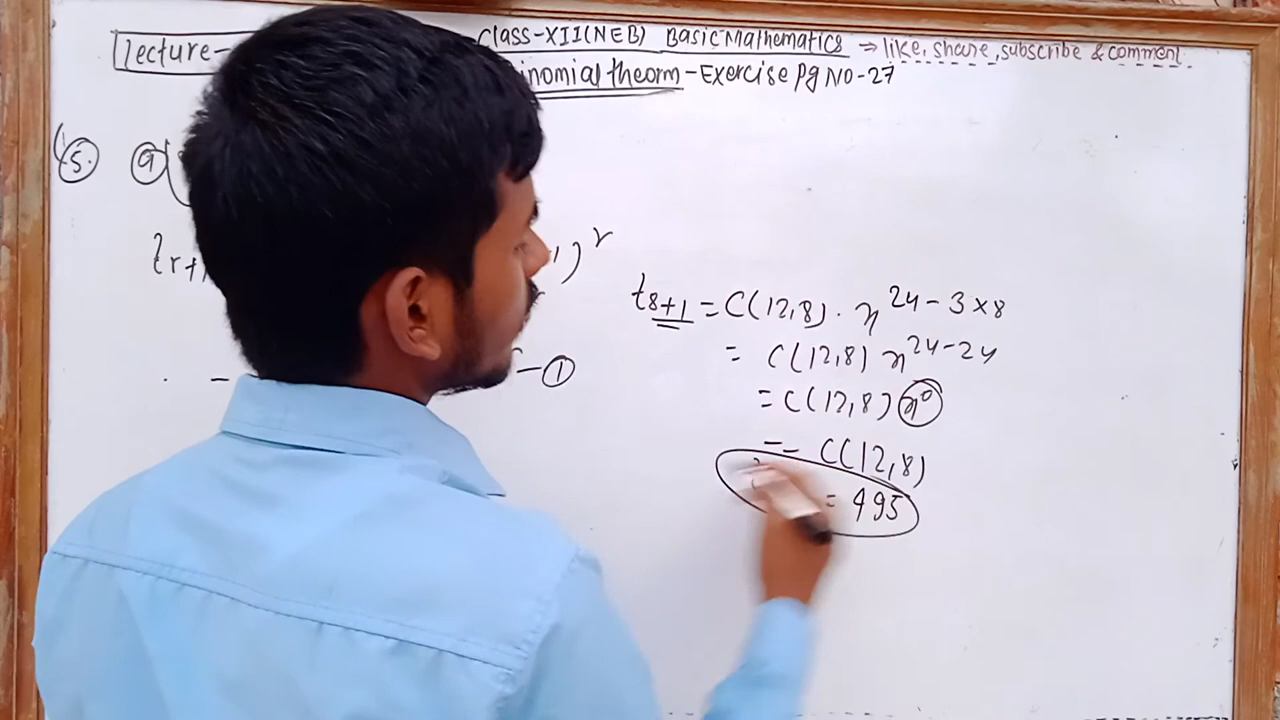 Lecture-
Class-XII(NEB) Basic Mathematics → like, share, subscribe & comment
inomial theorm - Exercise Pg No-27
5. a
t r+1
) r
- ①
t8+1 = C(12,8) . x^24-3×8
= C(12,8) x^24-24
= C(12,8) x^0
= = C(12,8)
= 495